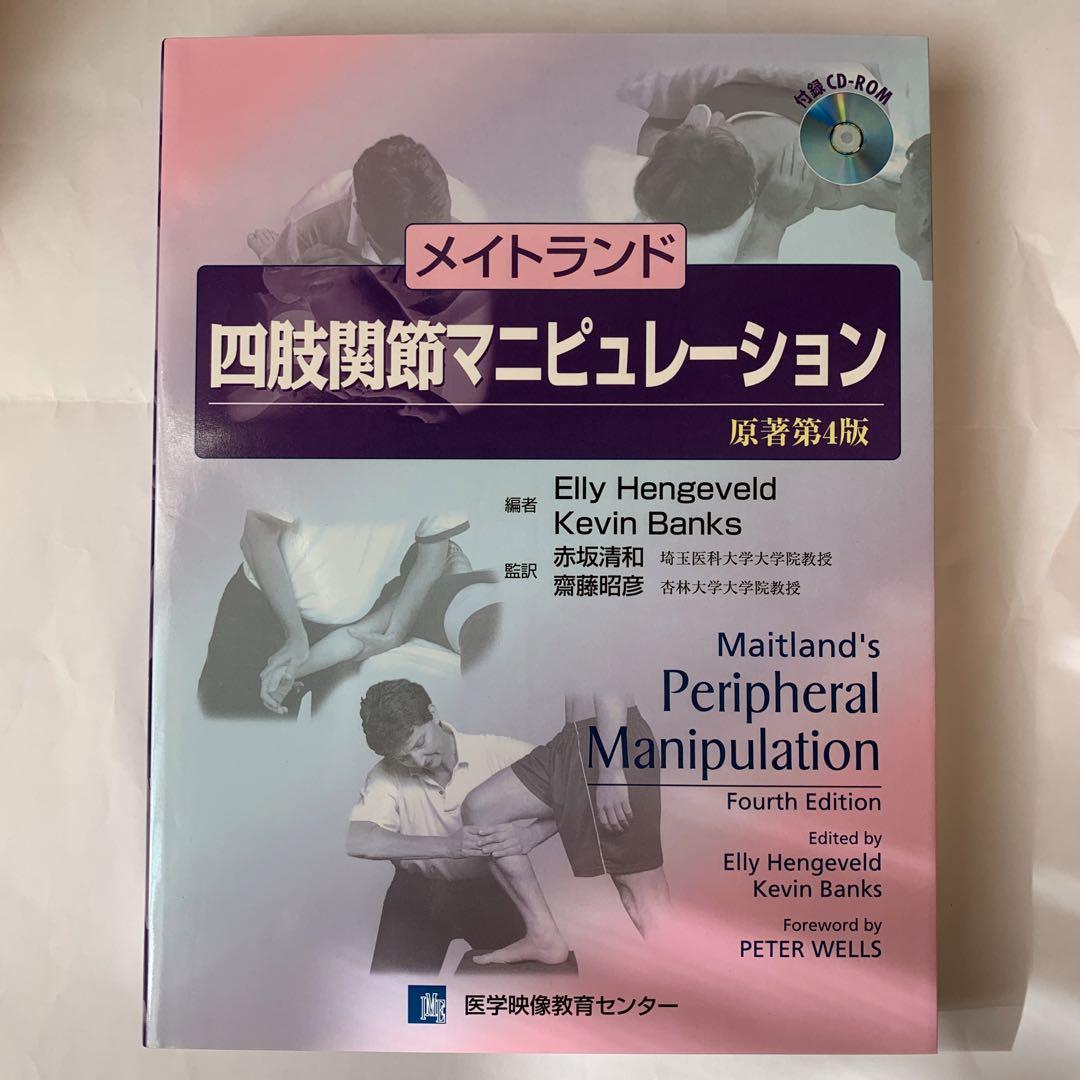 付録 CD-ROM
メイトランド
四肢関節マニピュレーション
原著第4版
編者 Elly Hengeveld
Kevin Banks
監訳 赤坂清和 埼玉医科大学大学院教授
齋藤昭彦 杏林大学大学院教授
Maitland's
Peripheral
Manipulation
Fourth Edition
Edited by
Elly Hengeveld
Kevin Banks
Foreword by
PETER WELLS
IME 医学映像教育センター